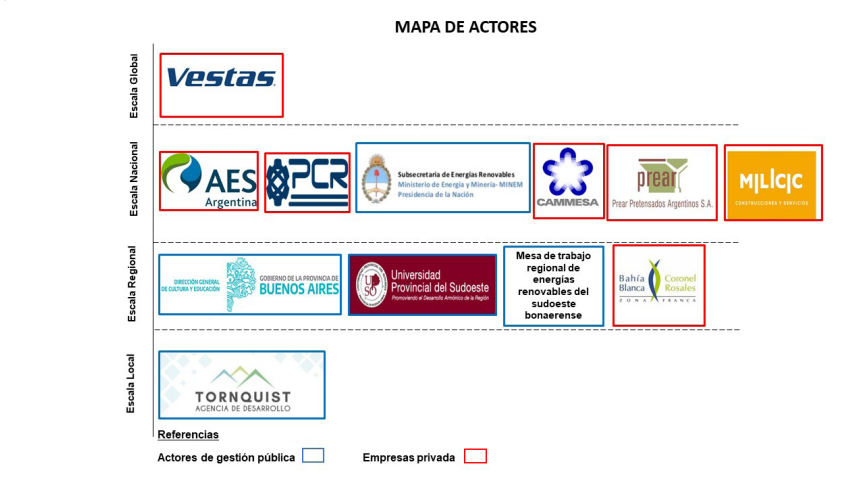 MAPA DE ACTORES
Escala Global
Vestas.
Escala Nacional
AES
Argentina
PCR
Subsecretaría de Energías Renovables
Ministerio de Energía y Minería- MINEM
Presidencia de la Nación
CAMMESA
prear
Prear Pretensados Argentinos S.A.
MILICIC
CONSTRUCCIONES Y SERVICIOS
Escala Regional
DIRECCIÓN GENERAL
DE CULTURA Y EDUCACIÓN
GOBIERNO DE LA PROVINCIA DE
BUENOS AIRES
UPSO
Universidad
Provincial del Sudoeste
Promoviendo el Desarrollo Armónico de la Región
Mesa de trabajo
regional de
energías
renovables del
sudoeste
bonaerense
Bahía Coronel
Blanca Rosales
ZONA FRANCA
Escala Local
TORNQUIST
AGENCIA DE DESARROLLO
Referencias
Actores de gestión pública
Empresas privada